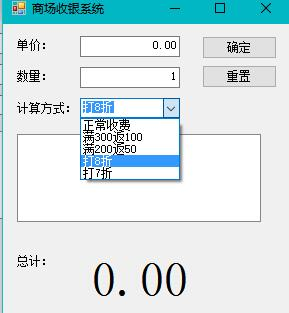 商场收银系统
单价： 0.00 确定
数量： 1 重置
计算方式： 打8折
正常收费
满300返100
满200返50
打8折
打7折
总计：
0.00